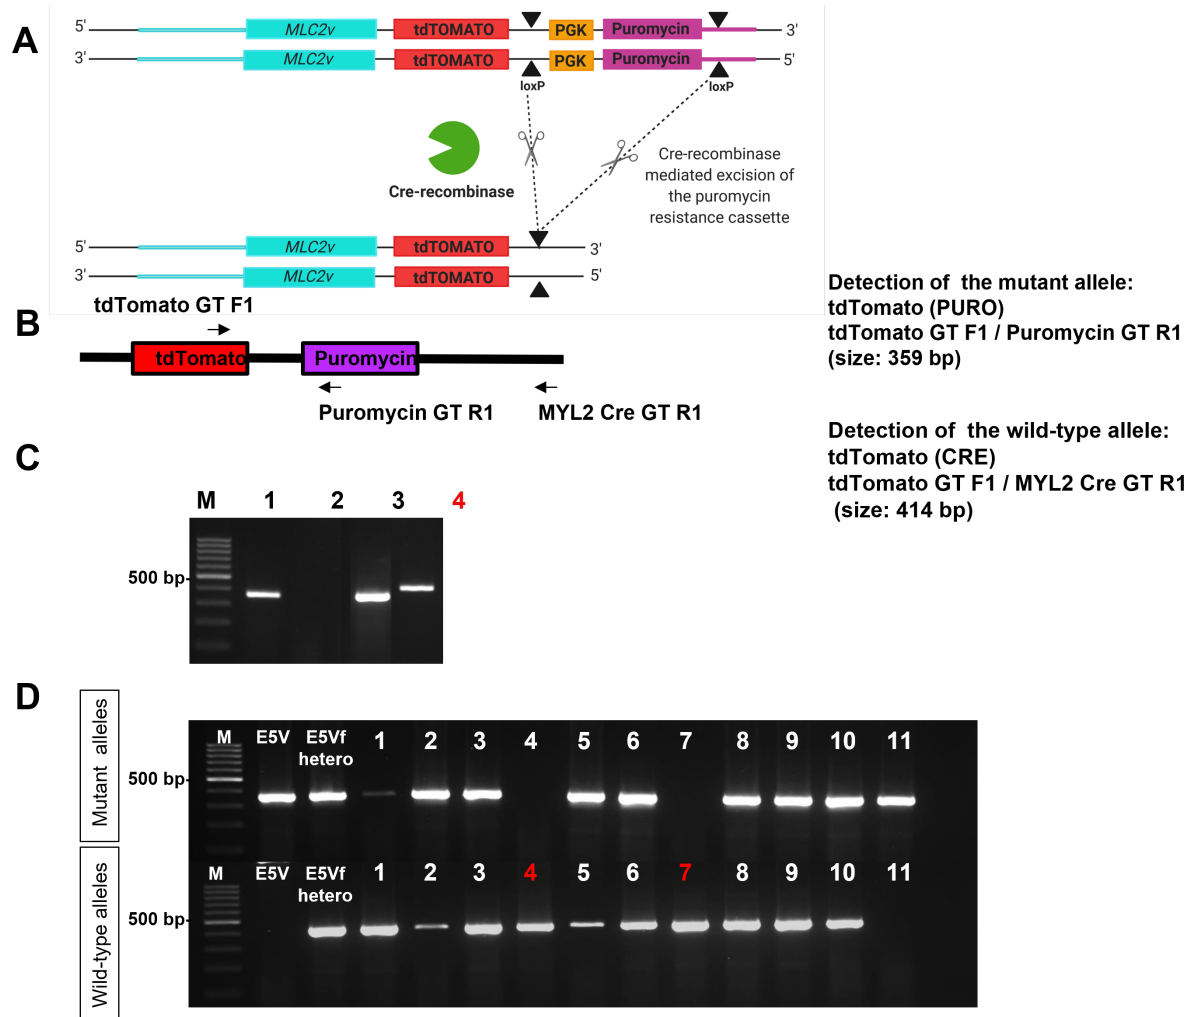 A
5' MLC2v tdTOMATO PGK Puromycin 3'
3' MLC2v tdTOMATO PGK Puromycin 5'
loxP loxP
Cre-recombinase
Cre-recombinase
mediated excision of
the puromycin
resistance cassette
5' MLC2v tdTOMATO 3'
3' MLC2v tdTOMATO 5'
B
tdTomato GT F1
tdTomato Puromycin
Puromycin GT R1 MYL2 Cre GT R1
Detection of the mutant allele:
tdTomato (PURO)
tdTomato GT F1 / Puromycin GT R1
(size: 359 bp)
Detection of the wild-type allele:
tdTomato (CRE)
tdTomato GT F1 / MYL2 Cre GT R1
(size: 414 bp)
C
M 1 2 3 4
500 bp
D
Mutant alleles
M E5V E5Vf hetero 1 2 3 4 5 6 7 8 9 10 11
500 bp
Wild-type alleles
M E5V E5Vf hetero 1 2 3 4 5 6 7 8 9 10 11
500 bp